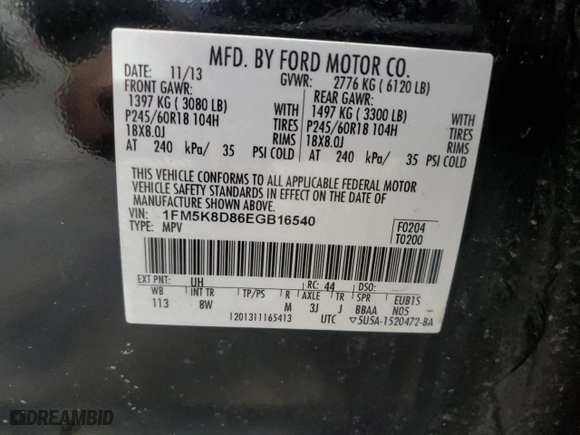 MFD. BY FORD MOTOR CO.
DATE: 11/13 GVWR: 2776 KG ( 6120 LB)
FRONT GAWR: REAR GAWR:
1397 KG ( 3080 LB) WITH 1497 KG ( 3300 LB) WITH
P245/60R18 104H TIRES P245/60R18 104H TIRES
18X8.0J RIMS 18X8.0J RIMS
AT 240 kPa/ 35 PSI COLD AT 240 kPa/ 35 PSI COLD
THIS VEHICLE CONFORMS TO ALL APPLICABLE FEDERAL MOTOR
VEHICLE SAFETY STANDARDS IN EFFECT ON THE DATE OF
MANUFACTURE SHOWN ABOVE.
VIN: 1FM5K8D86EGB16540 F0204
TYPE: MPV T0200
EXT PNT: UH RC: 44 DSO:
WB INT TR TP/PS R AXLE TR SPR EUB1S
113 8W M 3J J BBAA N05
1201311165413 UTC ▽5U5A-1520472-BA
DREAMBID